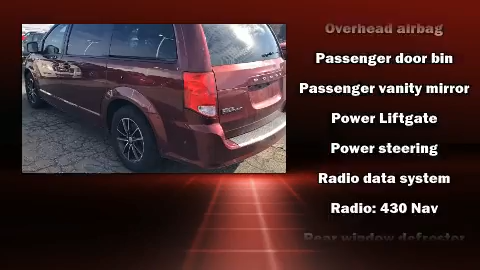 Overhead airbag
Passenger door bin
Passenger vanity mirror
Power Liftgate
Power steering
Radio data system
Radio: 430 Nav
Rear window defroster
DODGE